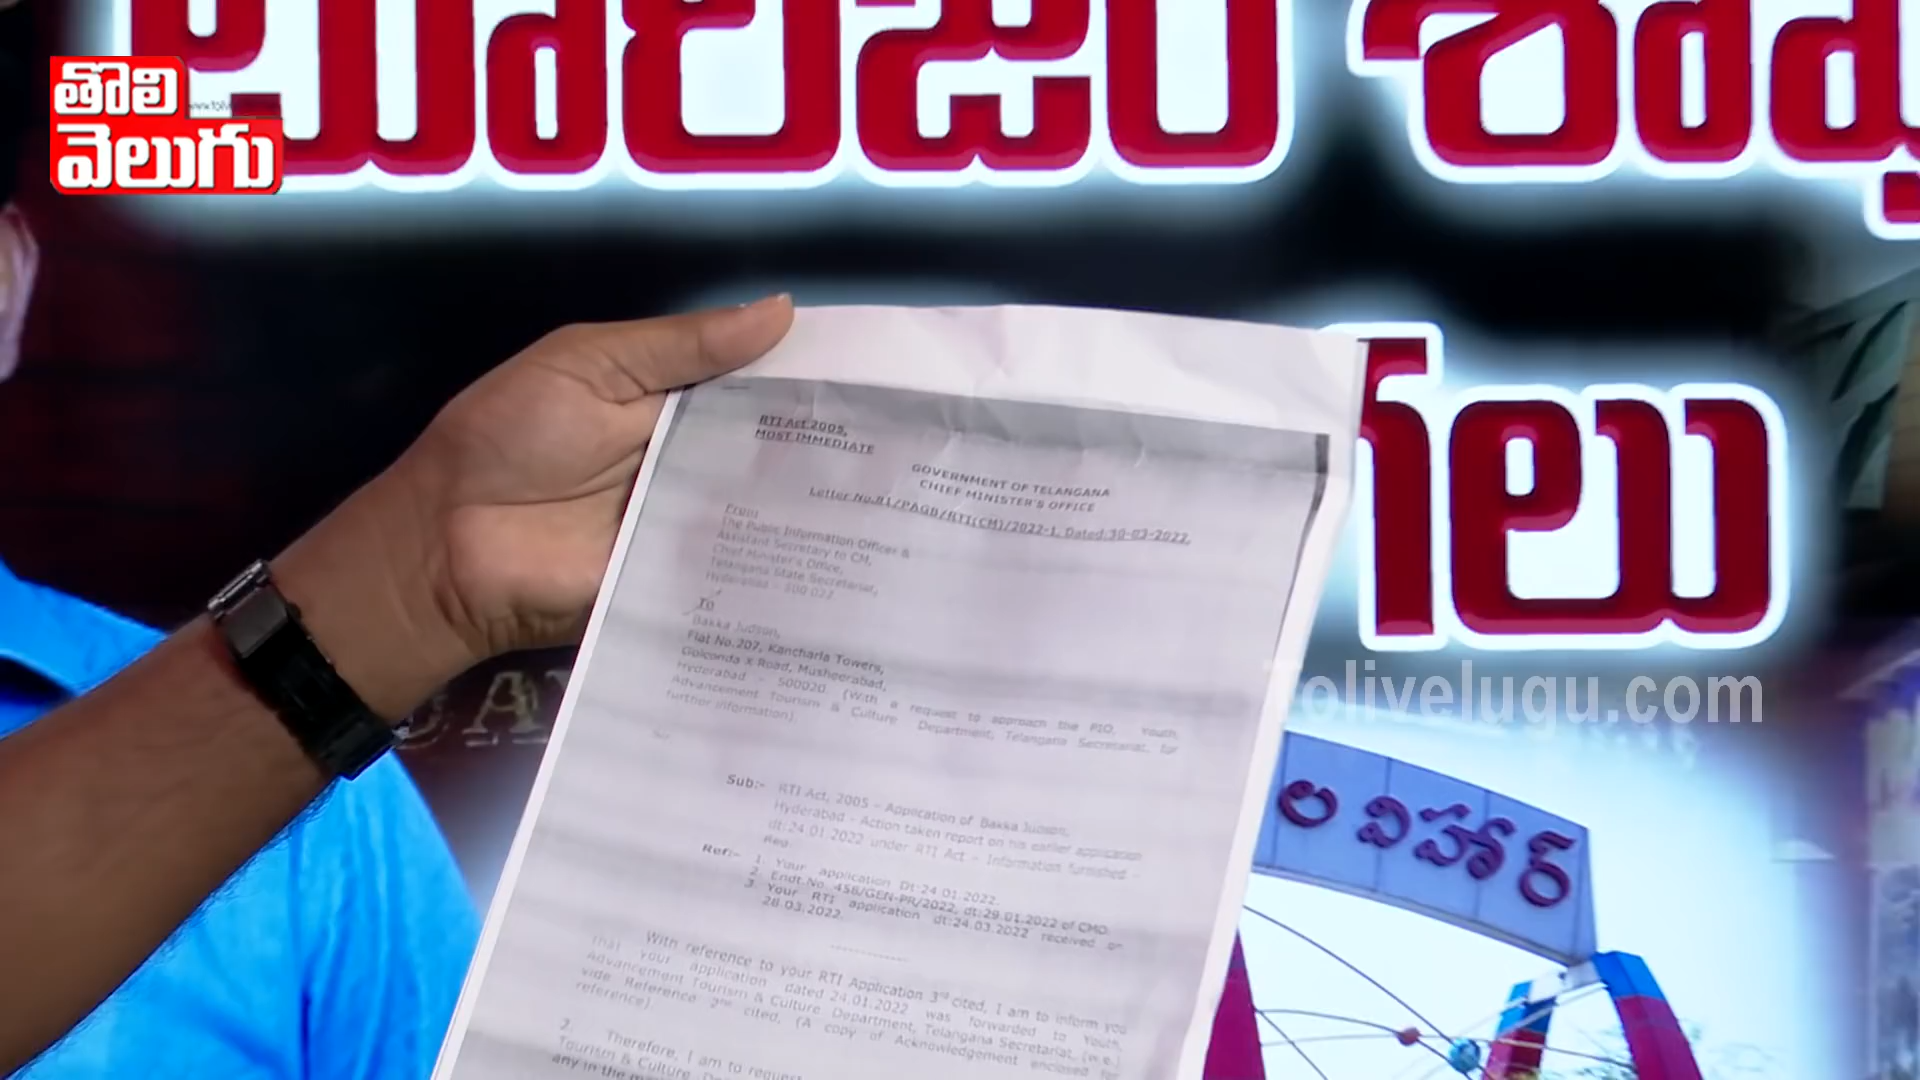 టూరిజం శాఖ
తొలి
వెలుగు
గలు
Tolivelugu.com
ల విహార్
RTI Act.2005,
MOST IMMEDIATE
GOVERNMENT OF TELANGANA
CHIEF MINISTER'S OFFICE
Letter No.81/PAGB/RTI(CM)/2022-1, Dated:30-03-2022.
From:
The Public Information Officer &
Assistant Secretary to CM,
Chief Minister's Office,
Telangana State Secretariat,
Hyderabad - 500 022
To
Bakka Judson,
Flat No.207, Kancharla Towers,
Golconda X Road, Musheerabad,
Hyderabad - 500020. (With a request to approach the PIO, Youth,
Advancement Tourism & Culture Department, Telangana Secretariat, for
further information).
Sir,
Sub:- RTI Act, 2005 – Application of Bakka Judson,
Hyderabad – Action taken report on his earlier application
dt:24.01.2022 under RTI Act – Information furnished –
Reg.
Ref:- 1. Your application Dt:24.01.2022.
2. Endt.No. 458/GEN-PR/2022, dt:29.01.2022 of CMO.
3. Your RTI application dt:24.03.2022 received on
28.03.2022.
With reference to your RTI Application 3rd cited, I am to inform you
that your application dated 24.01.2022 was forwarded to Youth,
Advancement Tourism & Culture Department, Telangana Secretariat, (w.e.)
vide Reference 2nd cited, (A copy of Acknowledgement enclosed for
reference).
2. Therefore, I am to request
Tourism & Culture
any in the